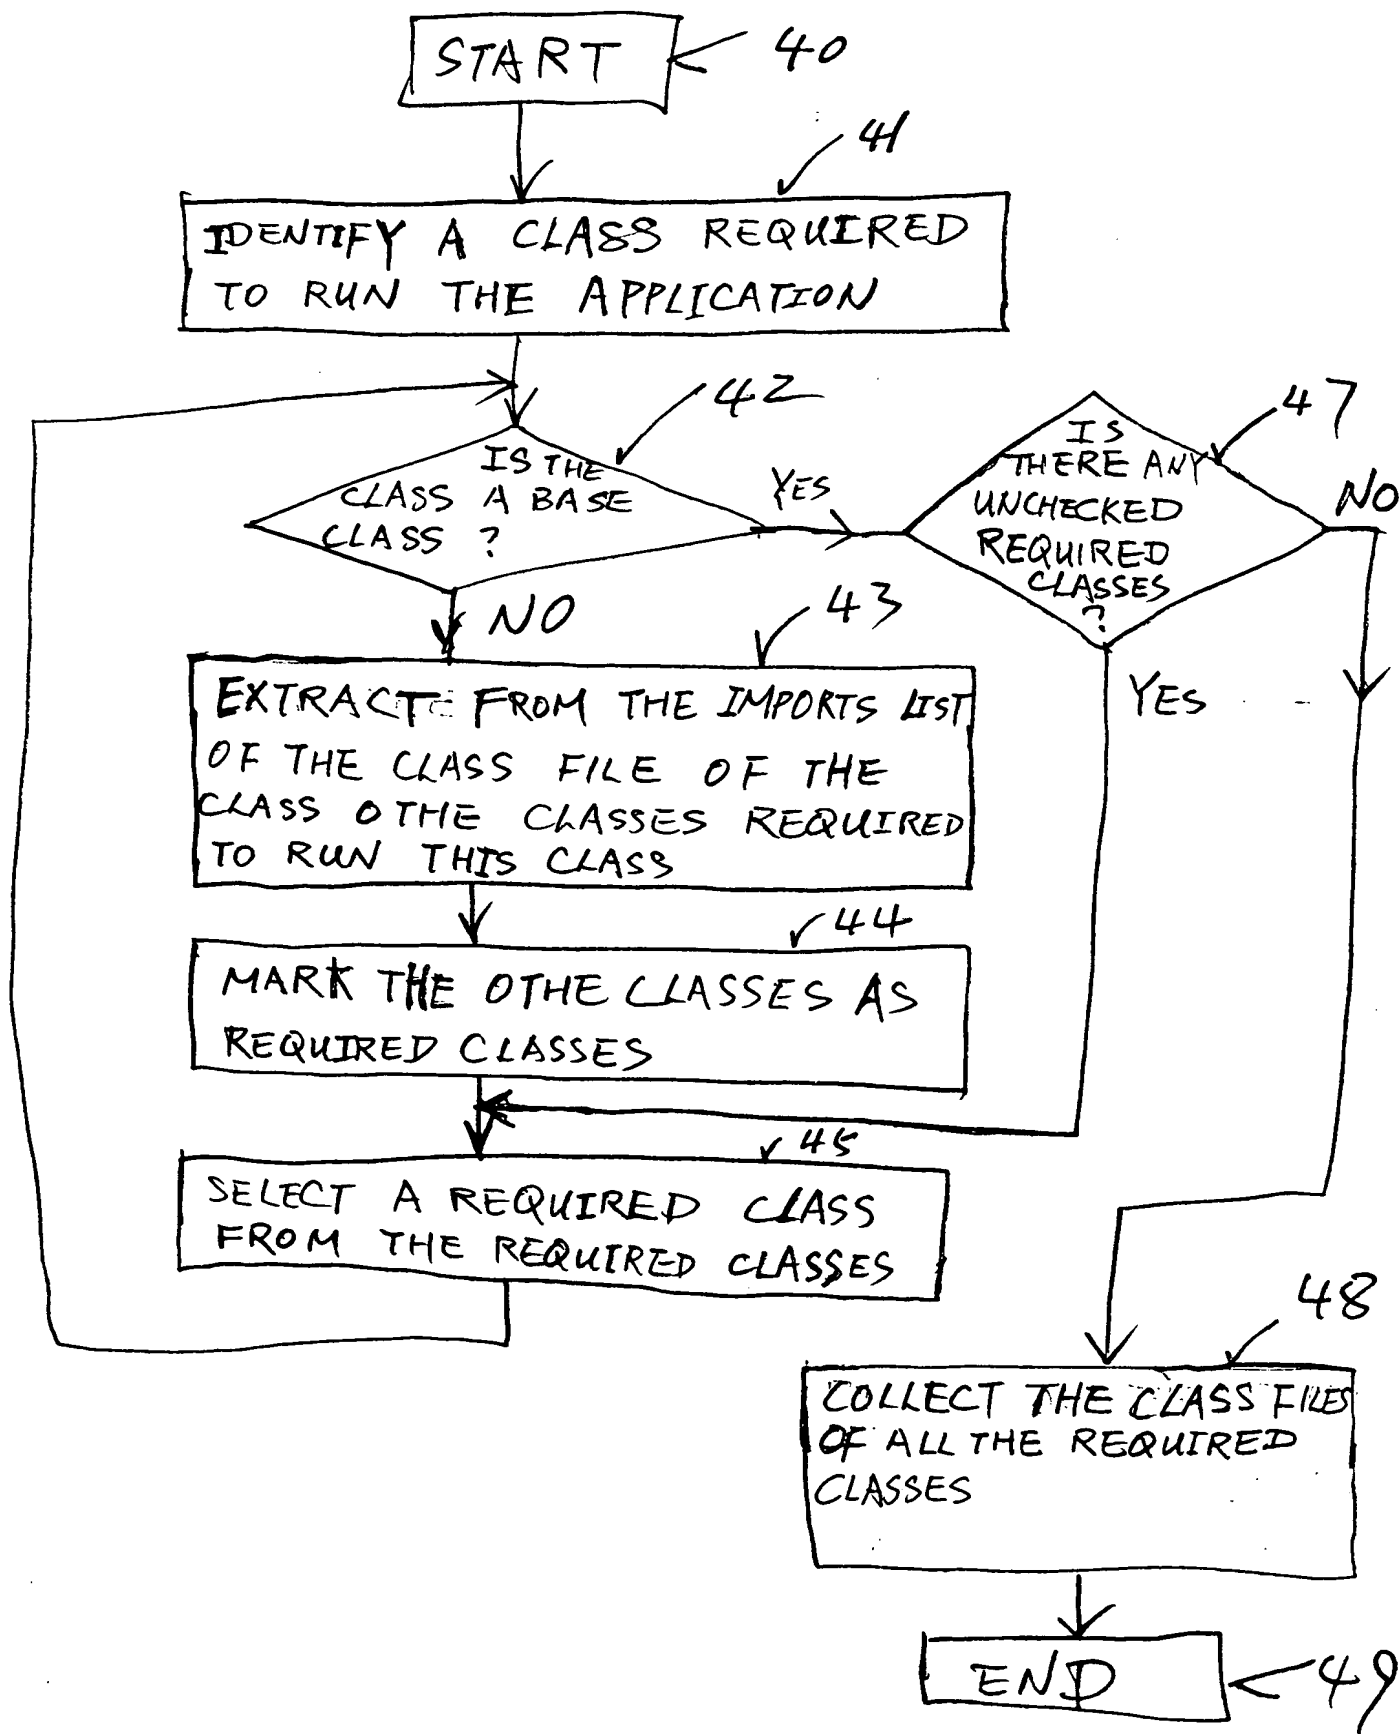 START
40
41
IDENTIFY A CLASS REQUIRED
TO RUN THE APPLICATION
42
IS THE
CLASS A BASE
CLASS ?
YES
47
IS
THERE ANY
UNCHECKED
REQUIRED
CLASSES
?
NO
NO
43
EXTRACT FROM THE IMPORTS LIST
OF THE CLASS FILE OF THE
CLASS OTHE CLASSES REQUIRED
TO RUN THIS CLASS
YES
44
MARK THE OTHE CLASSES AS
REQUIRED CLASSES
45
SELECT A REQUIRED CLASS
FROM THE REQUIRED CLASSES
48
COLLECT THE CLASS FILES
OF ALL THE REQUIRED
CLASSES
END
49